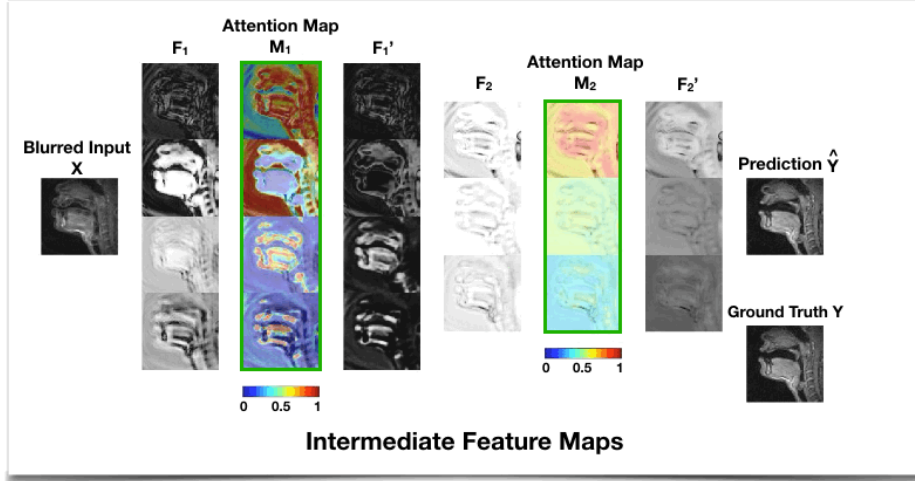 Blurred Input
X
F₁
Attention Map
M₁
F₁’
0 0.5 1
F₂
Attention Map
M₂
F₂’
0 0.5 1
Prediction Ŷ
Ground Truth Y
Intermediate Feature Maps